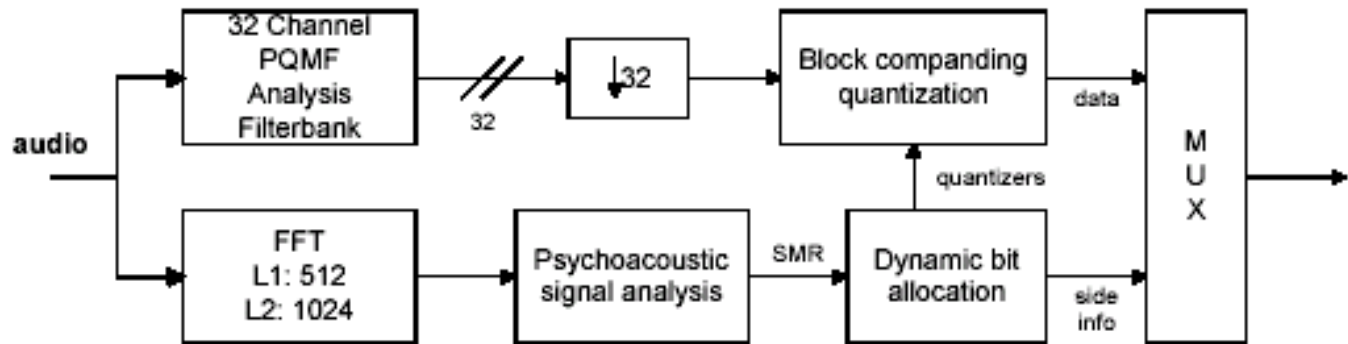 32 Channel
PQMF
Analysis
Filterbank
32
↓32
Block companding
quantization
data
audio
quantizers
M
U
X
FFT
L1: 512
L2: 1024
Psychoacoustic
signal analysis
SMR
Dynamic bit
allocation
side
info